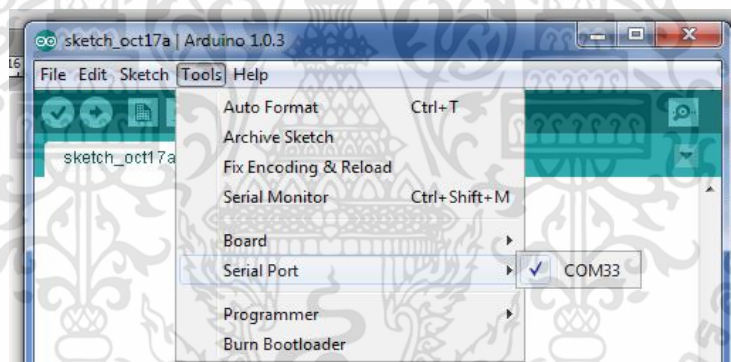 16
sketch_oct17a | Arduino 1.0.3
File Edit Sketch Tools Help
Auto Format Ctrl+T
Archive Sketch
sketch_oct17a
Fix Encoding & Reload
Serial Monitor Ctrl+Shift+M
Board
Serial Port COM33
Programmer
Burn Bootloader